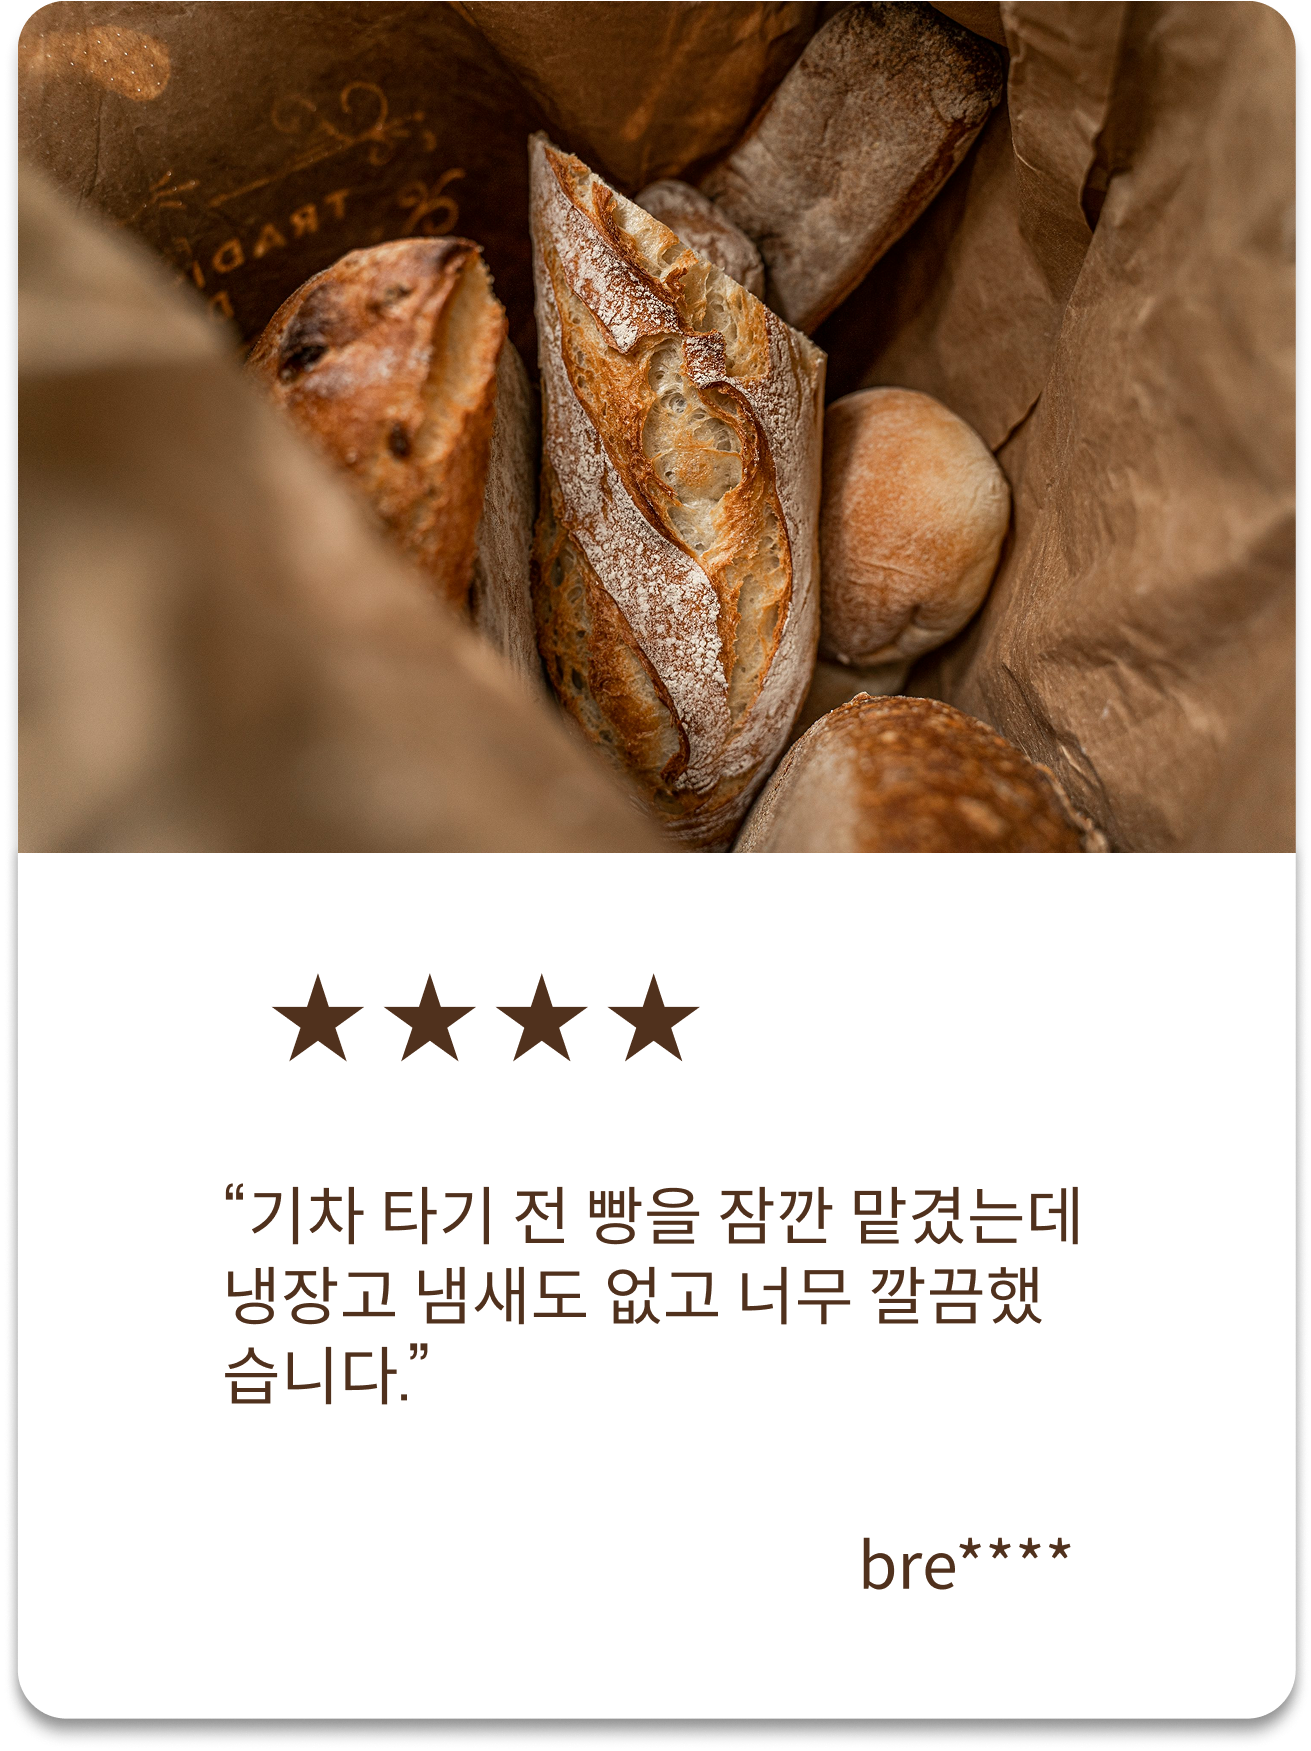 ★★★★
“기차 타기 전 빵을 잠깐 맡겼는데
냉장고 냄새도 없고 너무 깔끔했
습니다.”
bre****